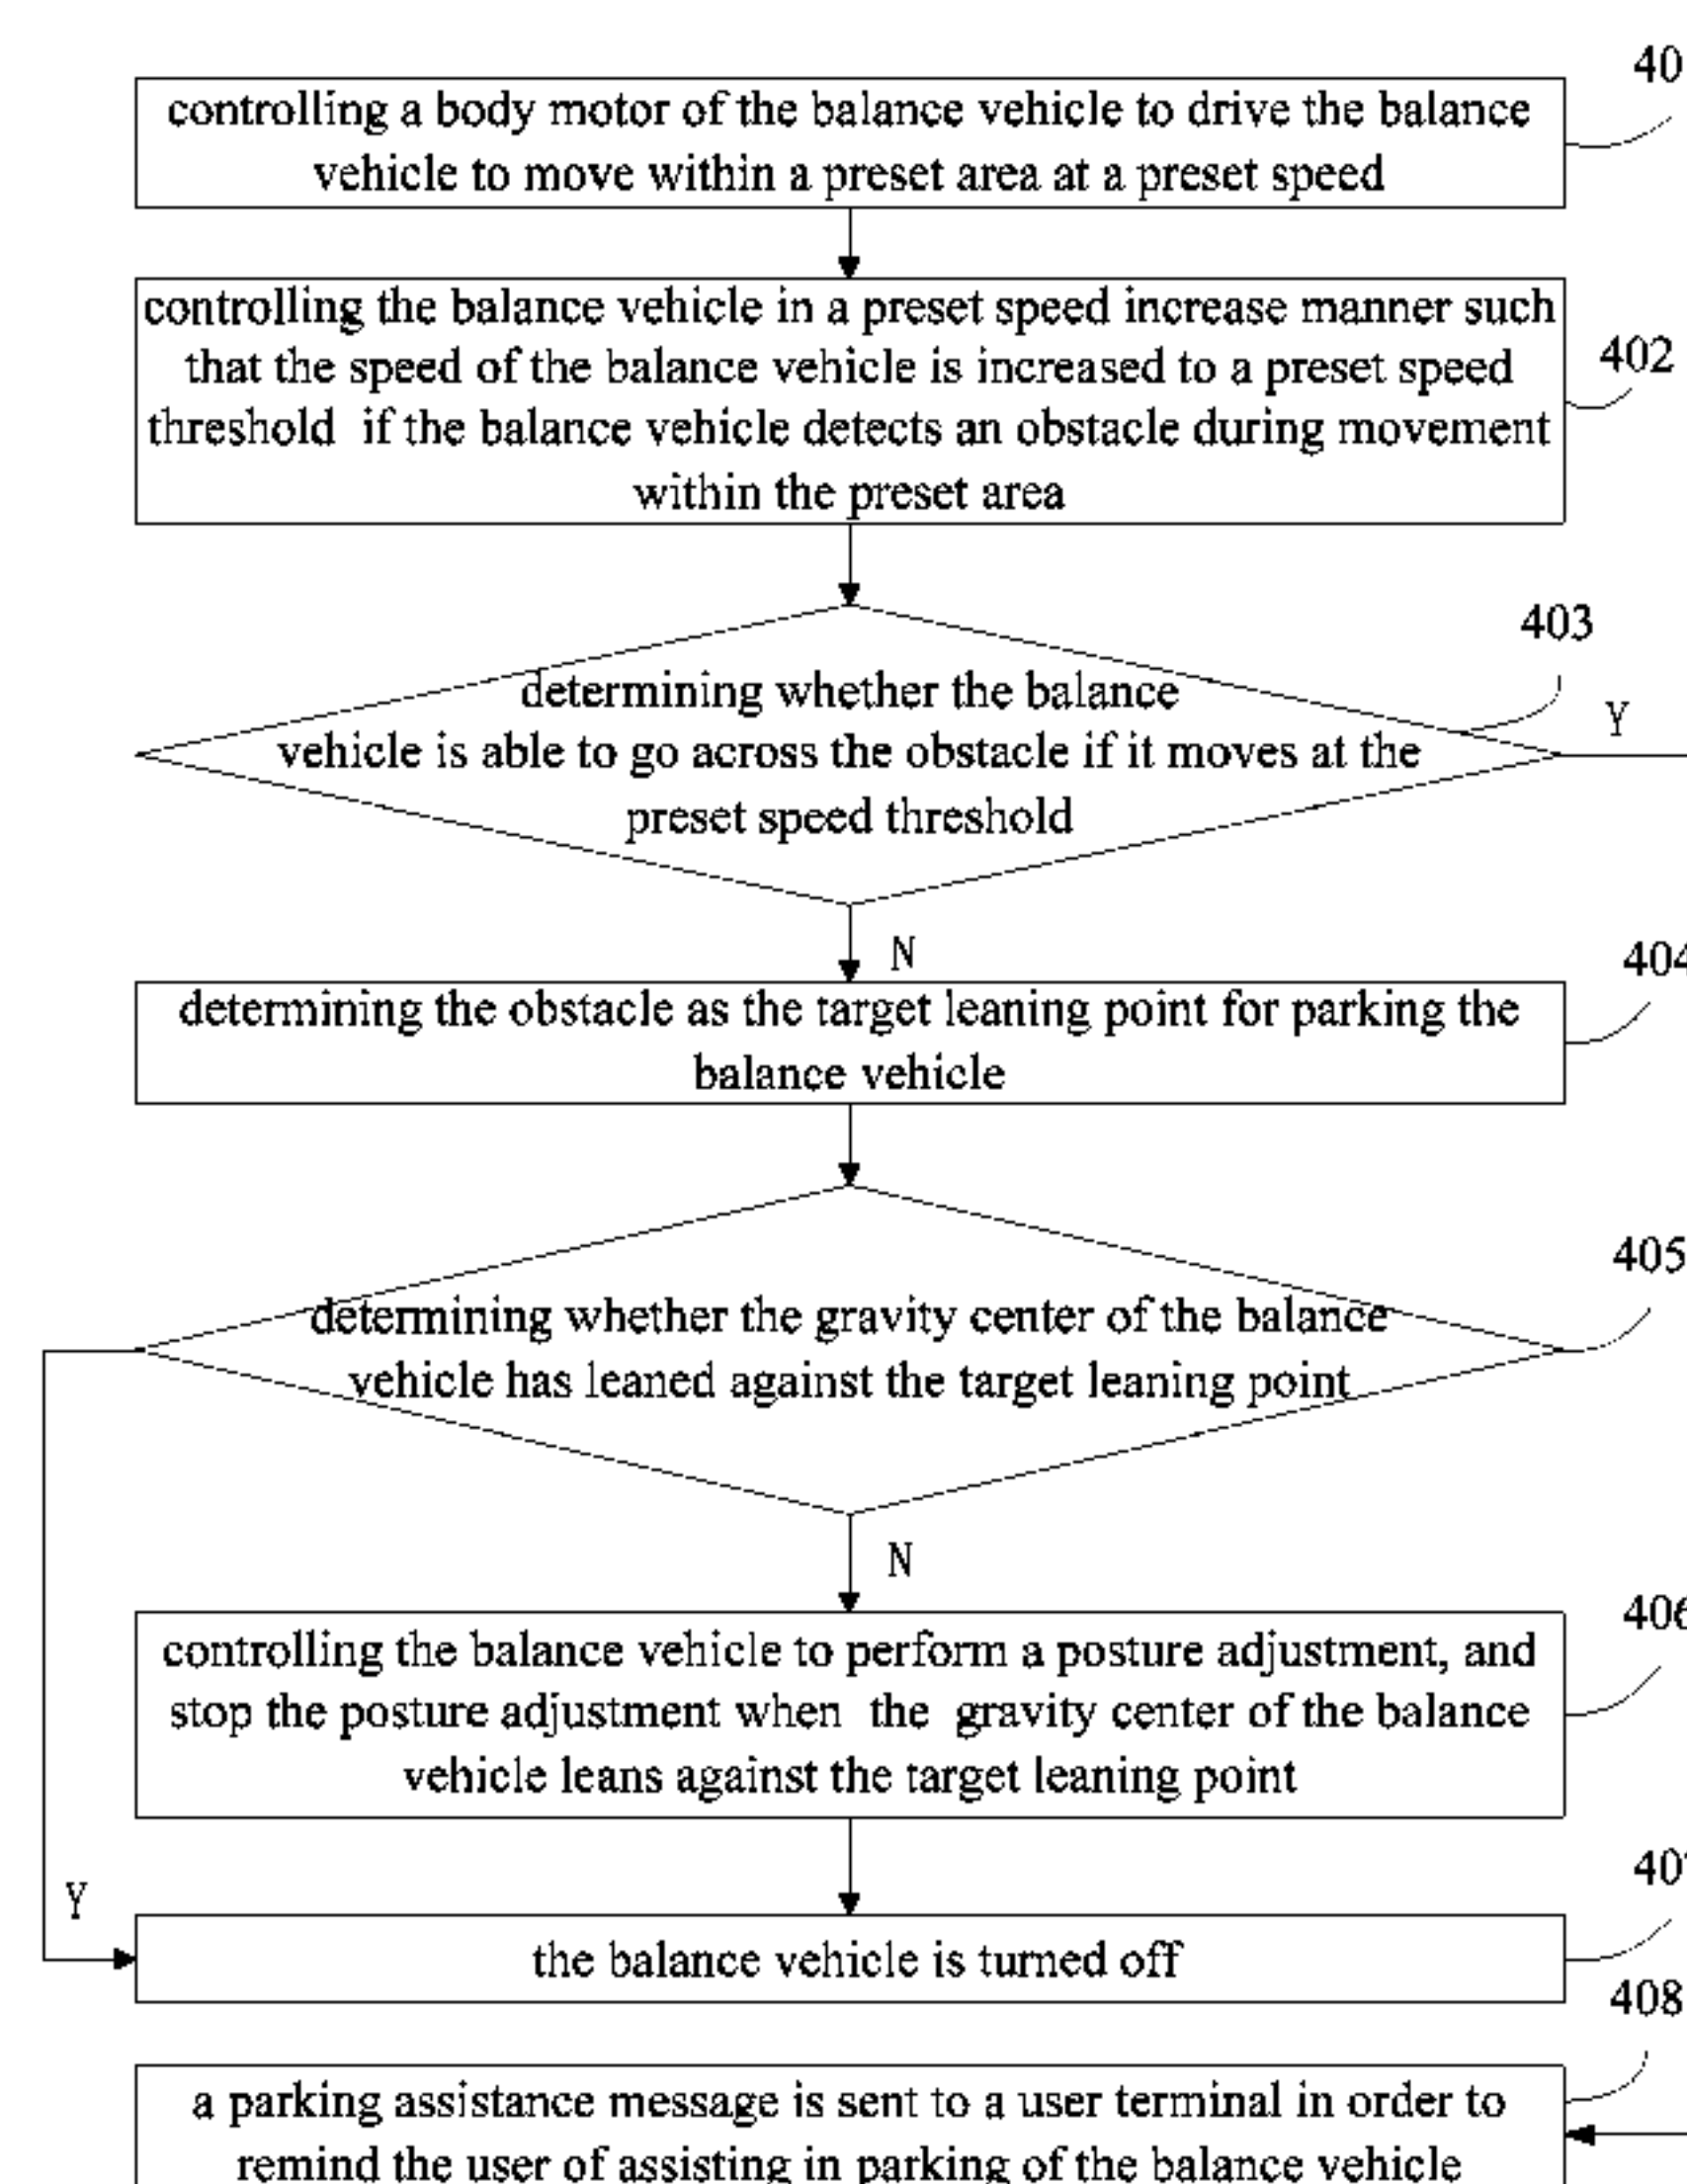 40
controlling a body motor of the balance vehicle to drive the balance
vehicle to move within a preset area at a preset speed
controlling the balance vehicle in a preset speed increase manner such
that the speed of the balance vehicle is increased to a preset speed
402
threshold if the balance vehicle detects an obstacle during movement
within the preset area
403
determining whether the balance
Y
vehicle is able to go across the obstacle if it moves at the
preset speed threshold
N
404
determining the obstacle as the target leaning point for parking the
balance vehicle
405
determining whether the gravity center of the balance
vehicle has leaned against the target leaning point
N
406
controlling the balance vehicle to perform a posture adjustment, and
stop the posture adjustment when the gravity center of the balance
vehicle leans against the target leaning point
407
Y
the balance vehicle is turned off
408
a parking assistance message is sent to a user terminal in order to
remind the user of assisting in parking of the balance vehicle